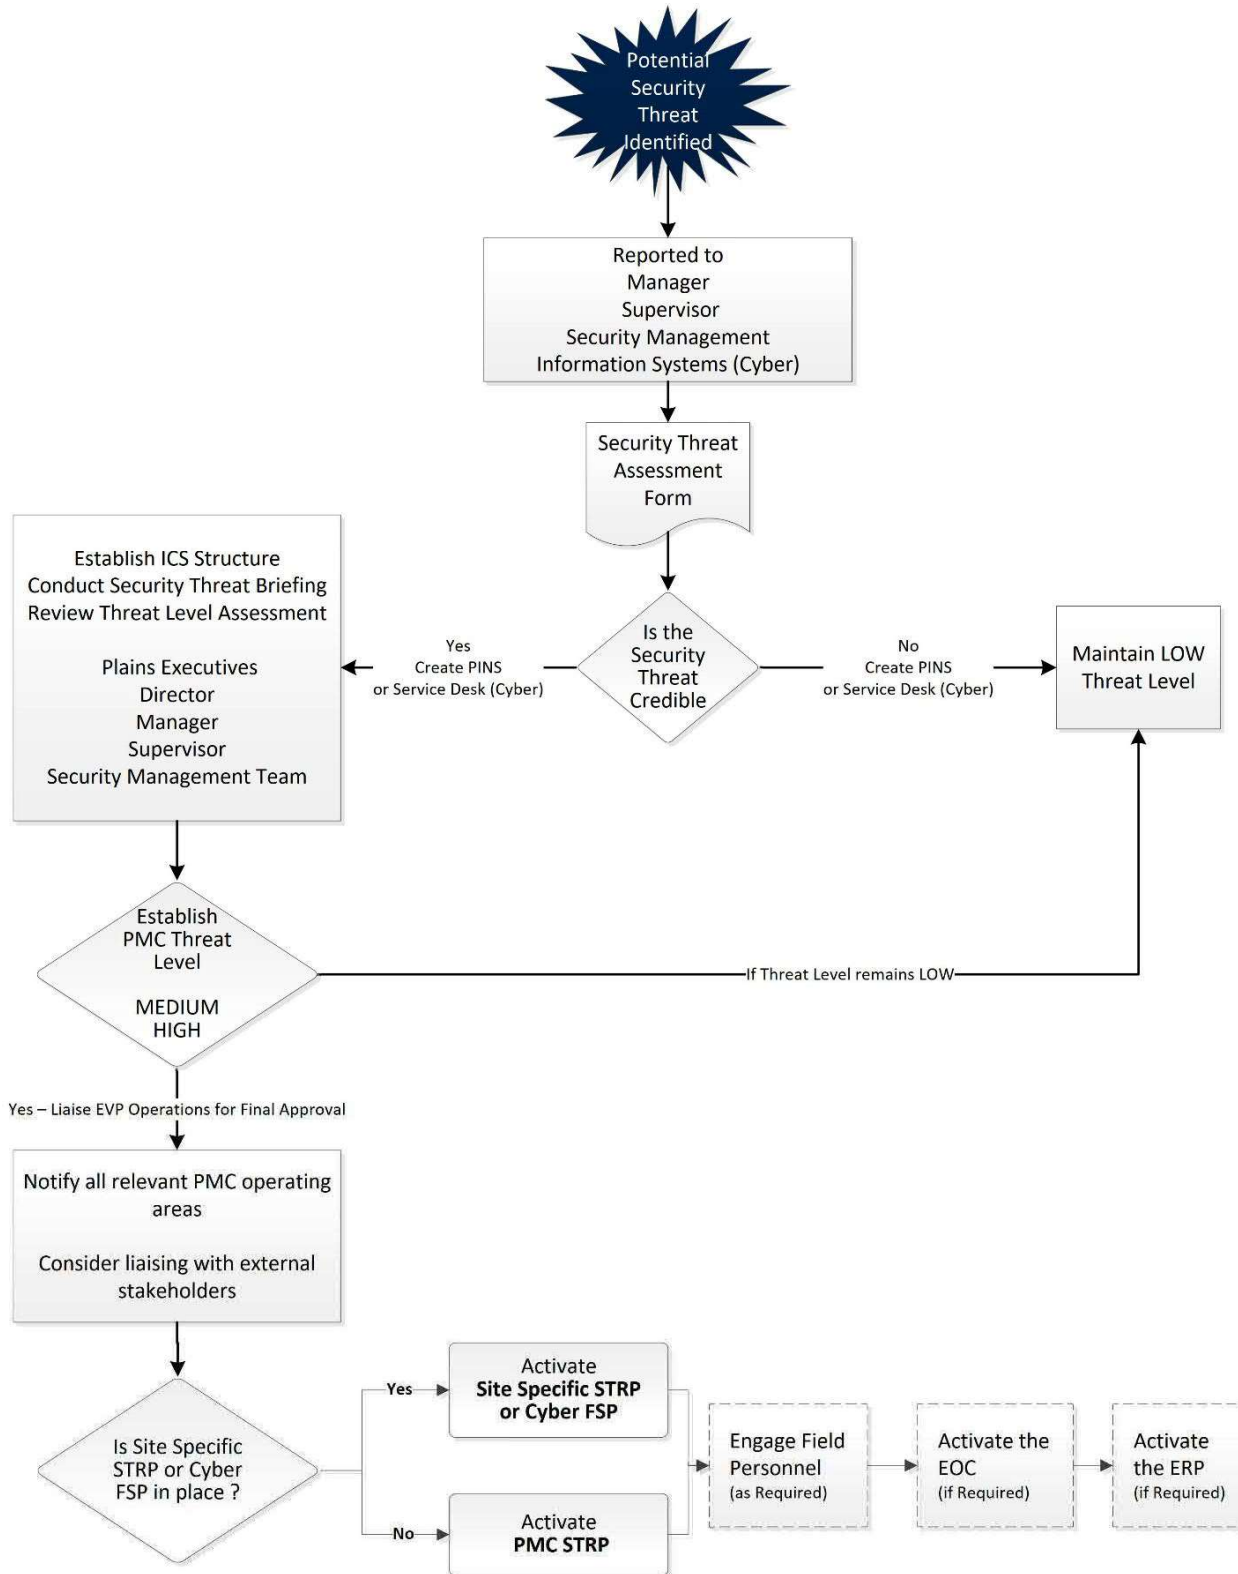 Potential
Security
Threat
Identified
Reported to
Manager
Supervisor
Security Management
Information Systems (Cyber)
Security Threat
Assessment
Form
Establish ICS Structure
Conduct Security Threat Briefing
Review Threat Level Assessment
Plains Executives
Director
Manager
Supervisor
Security Management Team
Yes
Create PINS
or Service Desk (Cyber)
Is the
Security
Threat
Credible
No
Create PINS
or Service Desk (Cyber)
Maintain LOW
Threat Level
Establish
PMC Threat
Level
MEDIUM
HIGH
If Threat Level remains LOW
Yes – Liaise EVP Operations for Final Approval
Notify all relevant PMC operating
areas
Consider liaising with external
stakeholders
Is Site Specific
STRP or Cyber
FSP in place ?
Yes
Activate
Site Specific STRP
or Cyber FSP
No
Activate
PMC STRP
Engage Field
Personnel
(as Required)
Activate the
EOC
(if Required)
Activate
the ERP
(if Required)